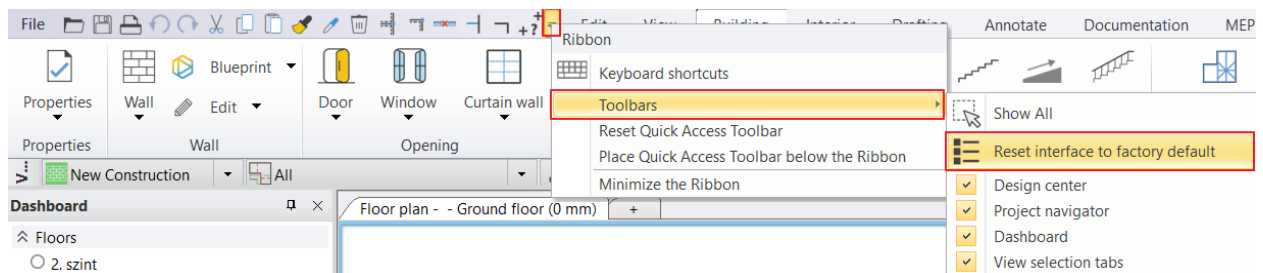 File Edit View Building Interior Drafting Annotate Documentation MEP
Ribbon
Keyboard shortcuts
Toolbars
Reset Quick Access Toolbar
Place Quick Access Toolbar below the Ribbon
Minimize the Ribbon
Show All
Reset interface to factory default
Design center
Project navigator
Dashboard
View selection tabs
Properties Wall Blueprint Edit Door Window Curtain wall
Properties Wall Opening
New Construction All
Dashboard Floor plan - - Ground floor (0 mm) +
Floors
2. szint